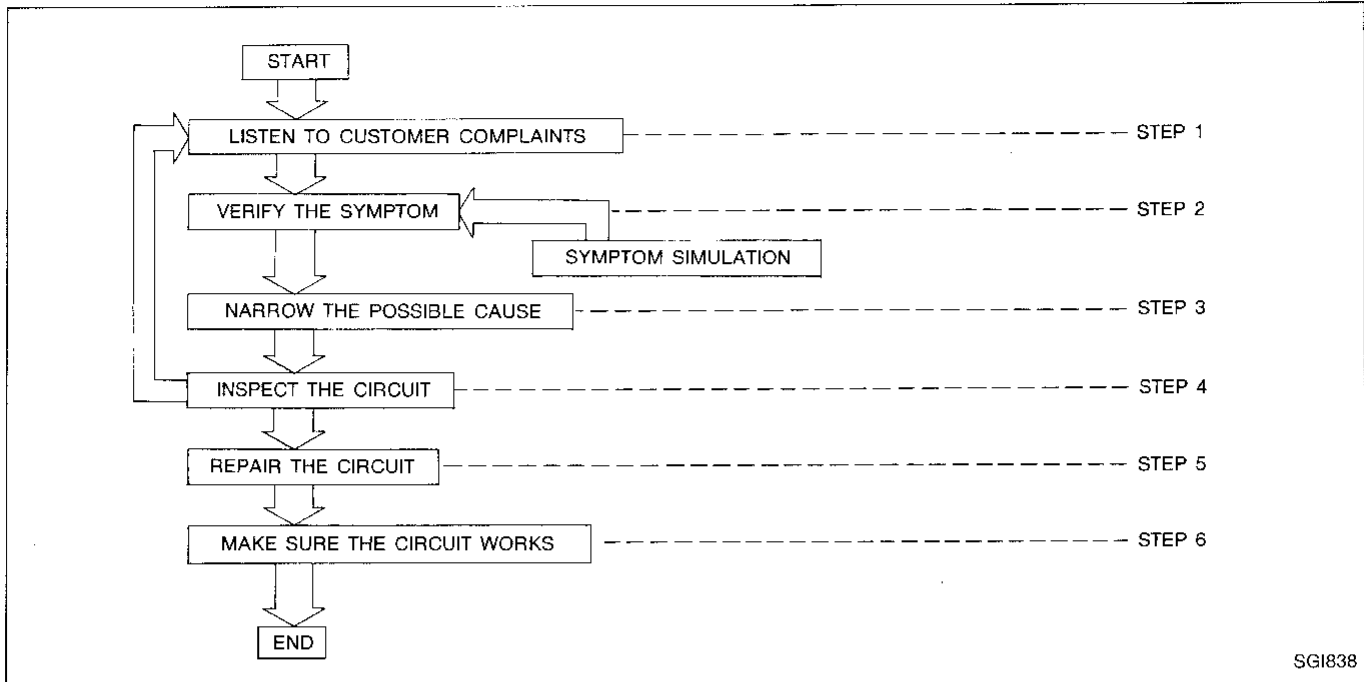 START
LISTEN TO CUSTOMER COMPLAINTS
STEP 1
VERIFY THE SYMPTOM
STEP 2
SYMPTOM SIMULATION
NARROW THE POSSIBLE CAUSE
STEP 3
INSPECT THE CIRCUIT
STEP 4
REPAIR THE CIRCUIT
STEP 5
MAKE SURE THE CIRCUIT WORKS
STEP 6
END
SGI838